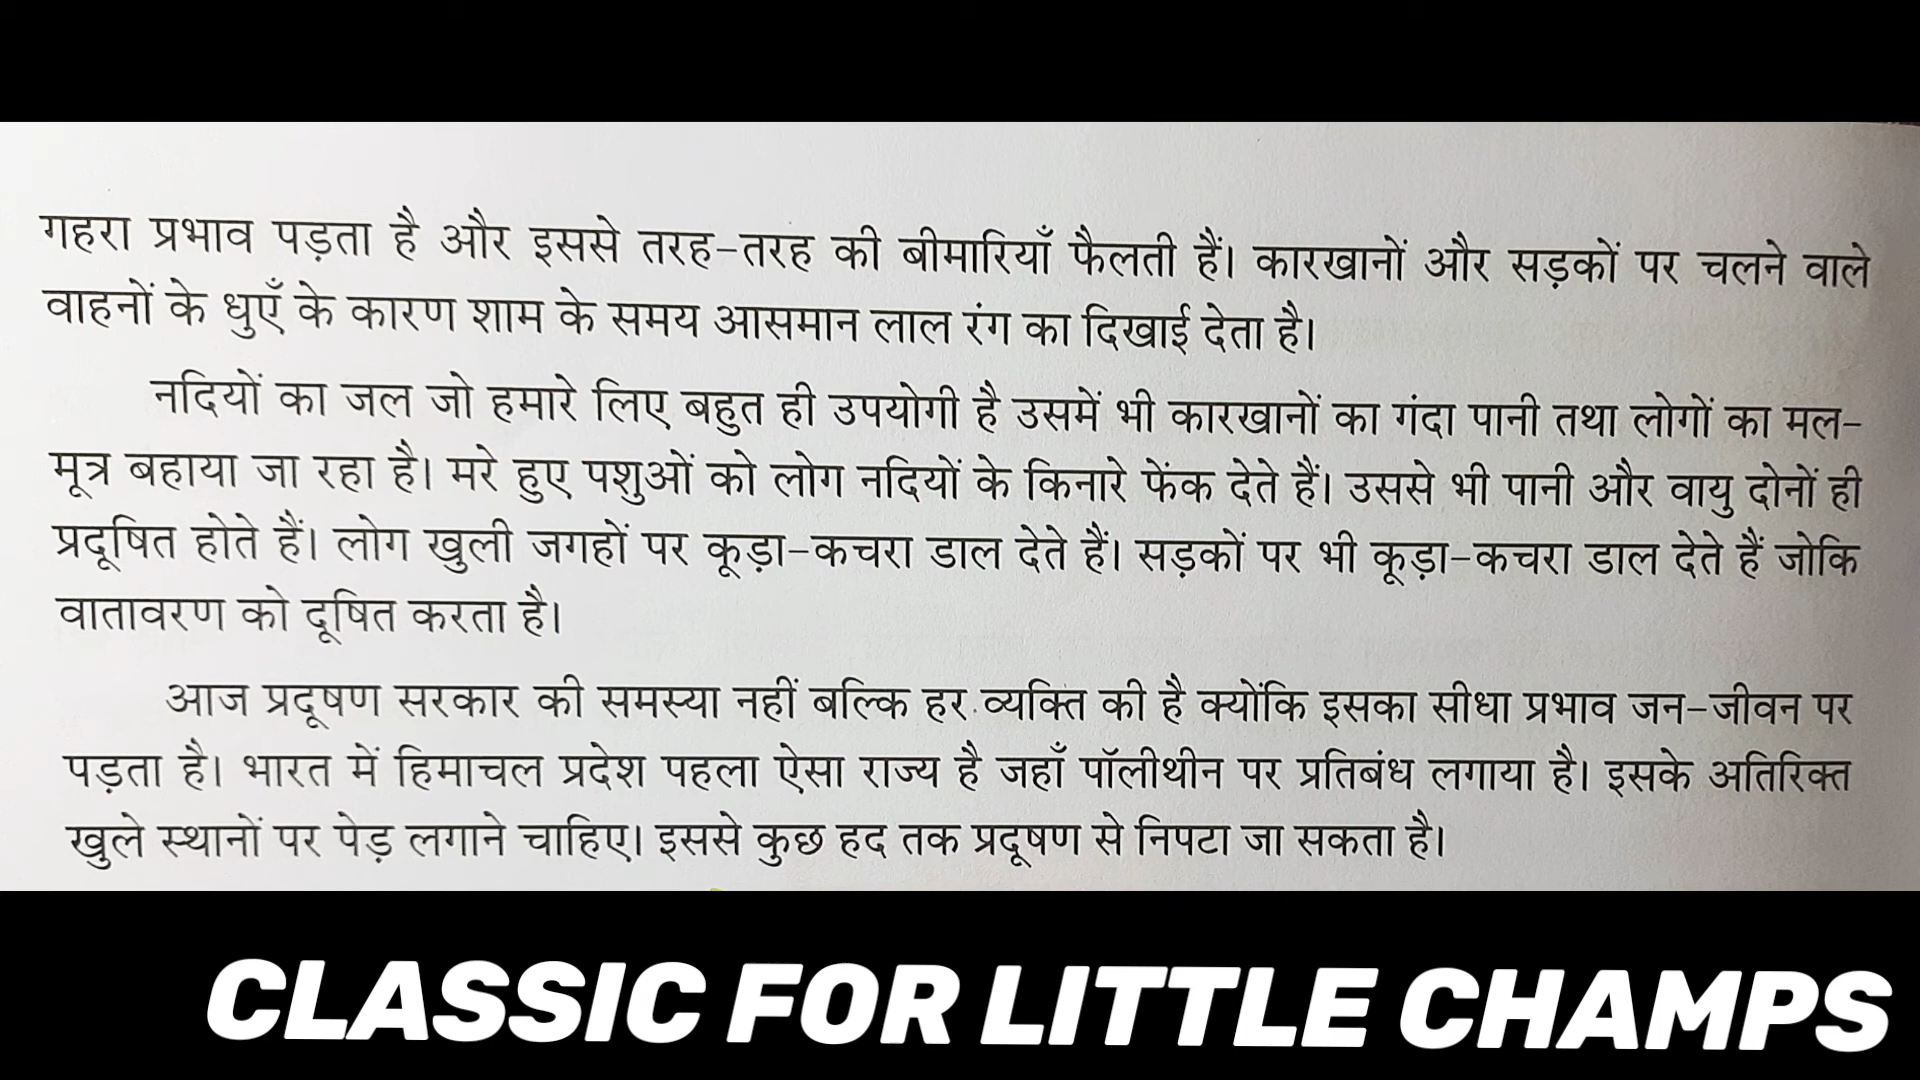 गहरा प्रभाव पड़ता है और इससे तरह-तरह की बीमारियाँ फैलती हैं। कारखानों और सड़कों पर चलने वाले
वाहनों के धुएँ के कारण शाम के समय आसमान लाल रंग का दिखाई देता है।
नदियों का जल जो हमारे लिए बहुत ही उपयोगी है उसमें भी कारखानों का गंदा पानी तथा लोगों का मल-
मूत्र बहाया जा रहा है। मरे हुए पशुओं को लोग नदियों के किनारे फेंक देते हैं। उससे भी पानी और वायु दोनों ही
प्रदूषित होते हैं। लोग खुली जगहों पर कूड़ा-कचरा डाल देते हैं। सड़कों पर भी कूड़ा-कचरा डाल देते हैं जोकि
वातावरण को दूषित करता है।
आज प्रदूषण सरकार की समस्या नहीं बल्कि हर व्यक्ति की है क्योंकि इसका सीधा प्रभाव जन-जीवन पर
पड़ता है। भारत में हिमाचल प्रदेश पहला ऐसा राज्य है जहाँ पॉलीथीन पर प्रतिबंध लगाया है। इसके अतिरिक्त
खुले स्थानों पर पेड़ लगाने चाहिए। इससे कुछ हद तक प्रदूषण से निपटा जा सकता है।
CLASSIC FOR LITTLE CHAMPS